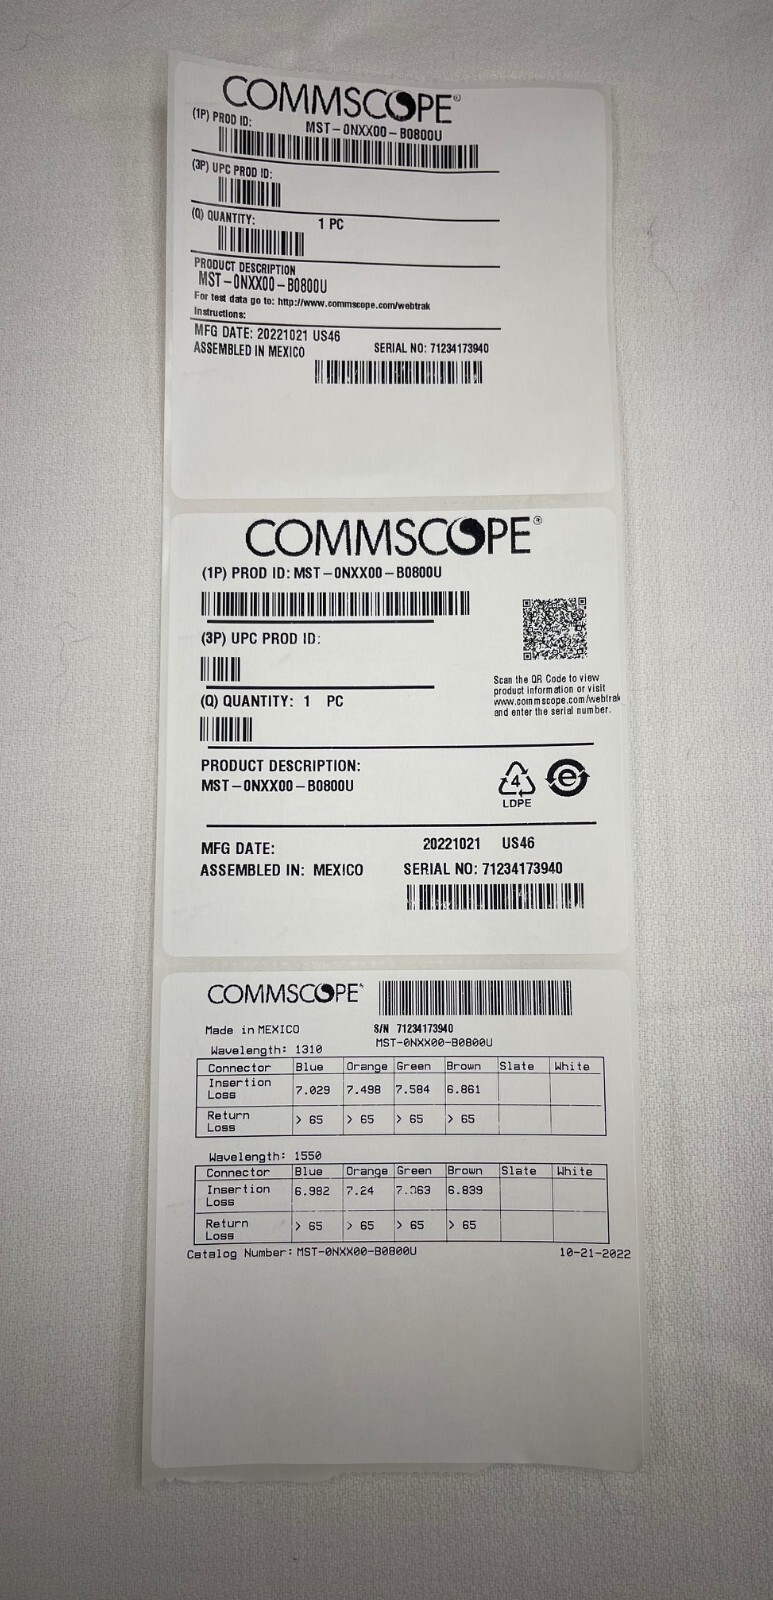 COMMSCOPE®
(1P) PROD ID: MST-0NXX00-B0800U
(3P) UPC PROD ID:
(Q) QUANTITY: 1 PC
PRODUCT DESCRIPTION
MST-0NXX00-B0800U
For test data go to: http://www.commscope.com/webtrak
Instructions:
MFG DATE: 20221021 US46
ASSEMBLED IN MEXICO SERIAL NO: 71234173940
COMMSCOPE®
(1P) PROD ID: MST-0NXX00-B0800U
(3P) UPC PROD ID:
(Q) QUANTITY: 1 PC
Scan the QR Code to view
product information or visit
www.commscope.com/webtrak
and enter the serial number.
PRODUCT DESCRIPTION:
MST-0NXX00-B0800U
4
LDPE
e
MFG DATE: 20221021 US46
ASSEMBLED IN: MEXICO SERIAL NO: 71234173940
COMMSCOPE®
Made in MEXICO S/N 71234173940
MST-0NXX00-B0800U
Wavelength: 1310
Connector Blue Orange Green Brown Slate White
Insertion Loss 7.029 7.498 7.584 6.861
Return Loss > 65 > 65 > 65 > 65
Wavelength: 1550
Connector Blue Orange Green Brown Slate White
Insertion Loss 6.982 7.24 6.839
Return Loss > 65 > 65 > 65 > 65
Catalog Number: MST-0NXX00-B0800U 10-21-2022